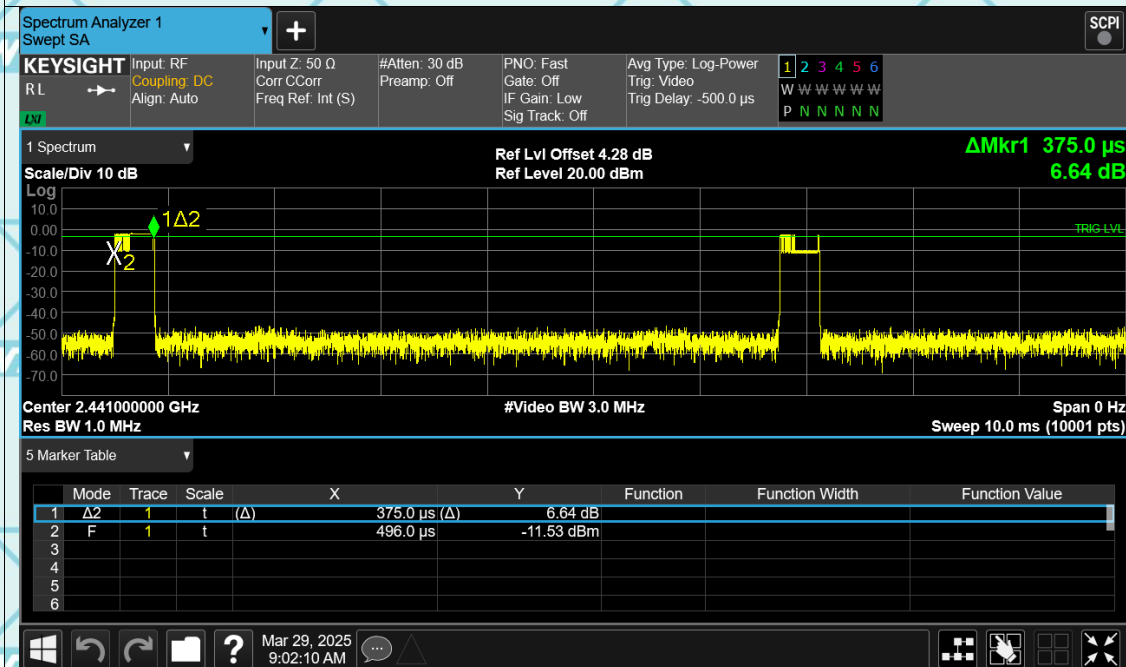 Spectrum Analyzer 1
Swept SA
+
SCPI
KEYSIGHT
RL
LXI
Input: RF
Coupling: DC
Align: Auto
Input Z: 50 Ω
Corr CCorr
Freq Ref: Int (S)
#Atten: 30 dB
Preamp: Off
PNO: Fast
Gate: Off
IF Gain: Low
Sig Track: Off
Avg Type: Log-Power
Trig: Video
Trig Delay: -500.0 µs
1 2 3 4 5 6
W W W W W W
P N N N N N
1 Spectrum
Scale/Div 10 dB
Ref Lvl Offset 4.28 dB
Ref Level 20.00 dBm
ΔMkr1 375.0 µs
6.64 dB
Log
10.0
0.00
-10.0
-20.0
-30.0
-40.0
-50.0
-60.0
-70.0
1Δ2
X2
TRIG LVL
Center 2.441000000 GHz
#Video BW 3.0 MHz
Span 0 Hz
Res BW 1.0 MHz
Sweep 10.0 ms (10001 pts)
5 Marker Table
Mode Trace Scale X Y Function Function Width Function Value
1 Δ2 1 t (Δ) 375.0 µs (Δ) 6.64 dB
2 F 1 t 496.0 µs -11.53 dBm
3
4
5
6
?
Mar 29, 2025
9:02:10 AM